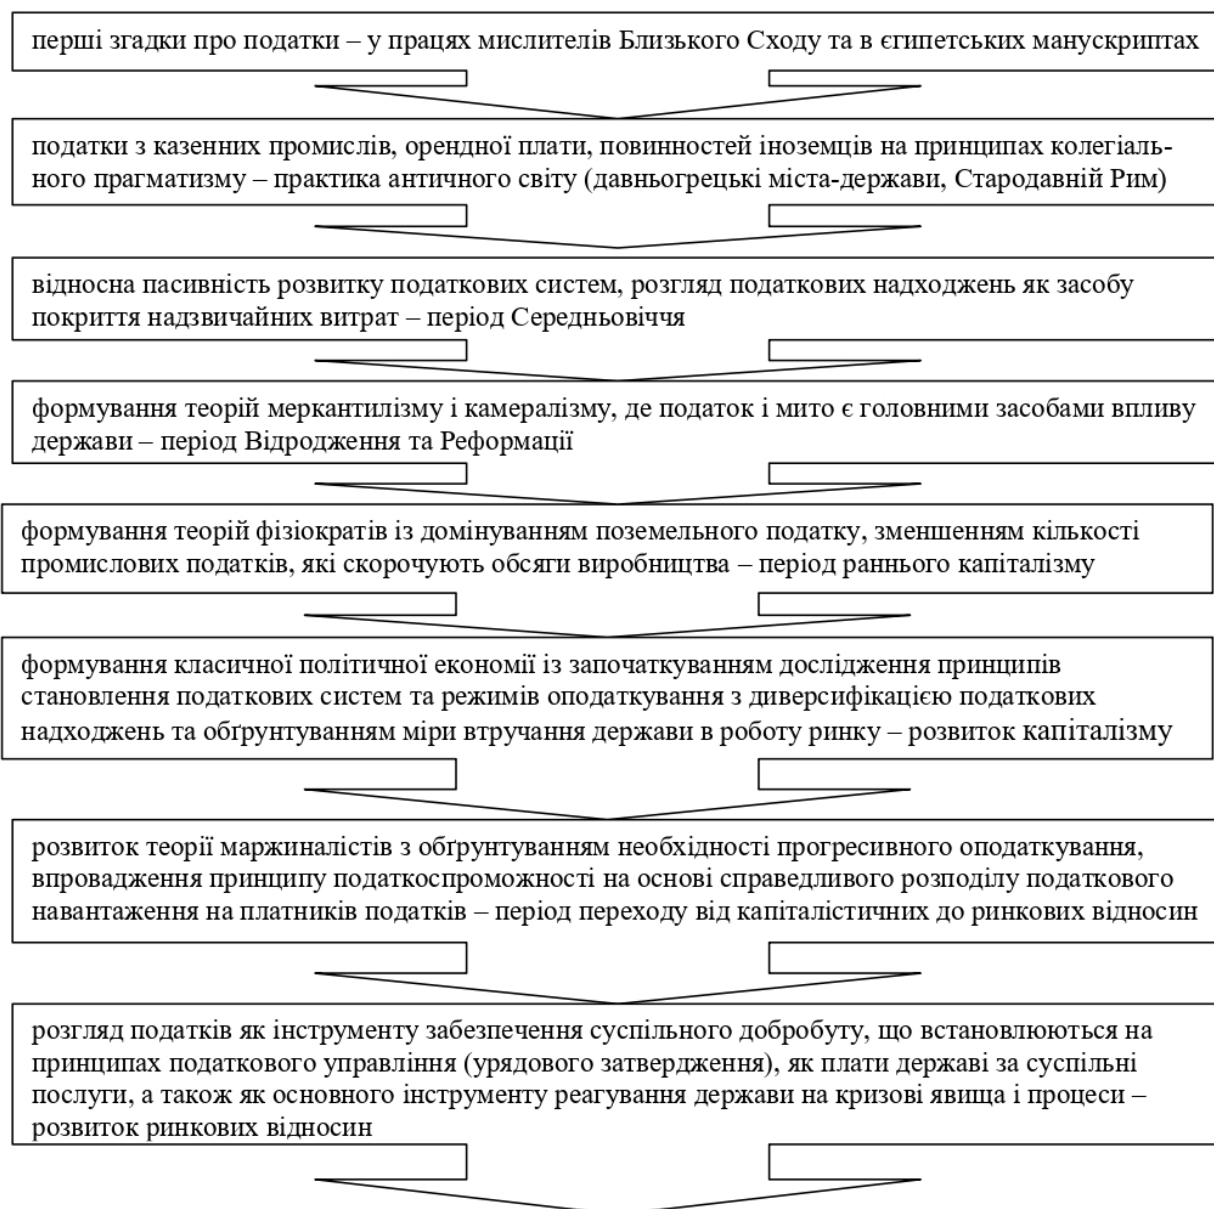 перші згадки про податки – у працях мислителів Близького Сходу та в єгипетських манускриптах
податки з казенних промислів, орендної плати, повинностей іноземців на принципах колегіаль-
ного прагматизму – практика античного світу (давньогрецькі міста-держави, Стародавній Рим)
відносна пасивність розвитку податкових систем, розгляд податкових надходжень як засобу
покриття надзвичайних витрат – період Середньовіччя
формування теорій меркантилізму і камералізму, де податок і мито є головними засобами впливу
держави – період Відродження та Реформації
формування теорій фізіократів із домінуванням поземельного податку, зменшенням кількості
промислових податків, які скорочують обсяги виробництва – період раннього капіталізму
формування класичної політичної економії із започаткуванням дослідження принципів
становлення податкових систем та режимів оподаткування з диверсифікацією податкових
надходжень та обґрунтуванням міри втручання держави в роботу ринку – розвиток капіталізму
розвиток теорії маржиналістів з обґрунтуванням необхідності прогресивного оподаткування,
впровадження принципу податкоспроможності на основі справедливого розподілу податкового
навантаження на платників податків – період переходу від капіталістичних до ринкових відносин
розгляд податків як інструменту забезпечення суспільного добробуту, що встановлюються на
принципах податкового управління (урядового затвердження), як плати державі за суспільні
послуги, а також як основного інструменту реагування держави на кризові явища і процеси –
розвиток ринкових відносин